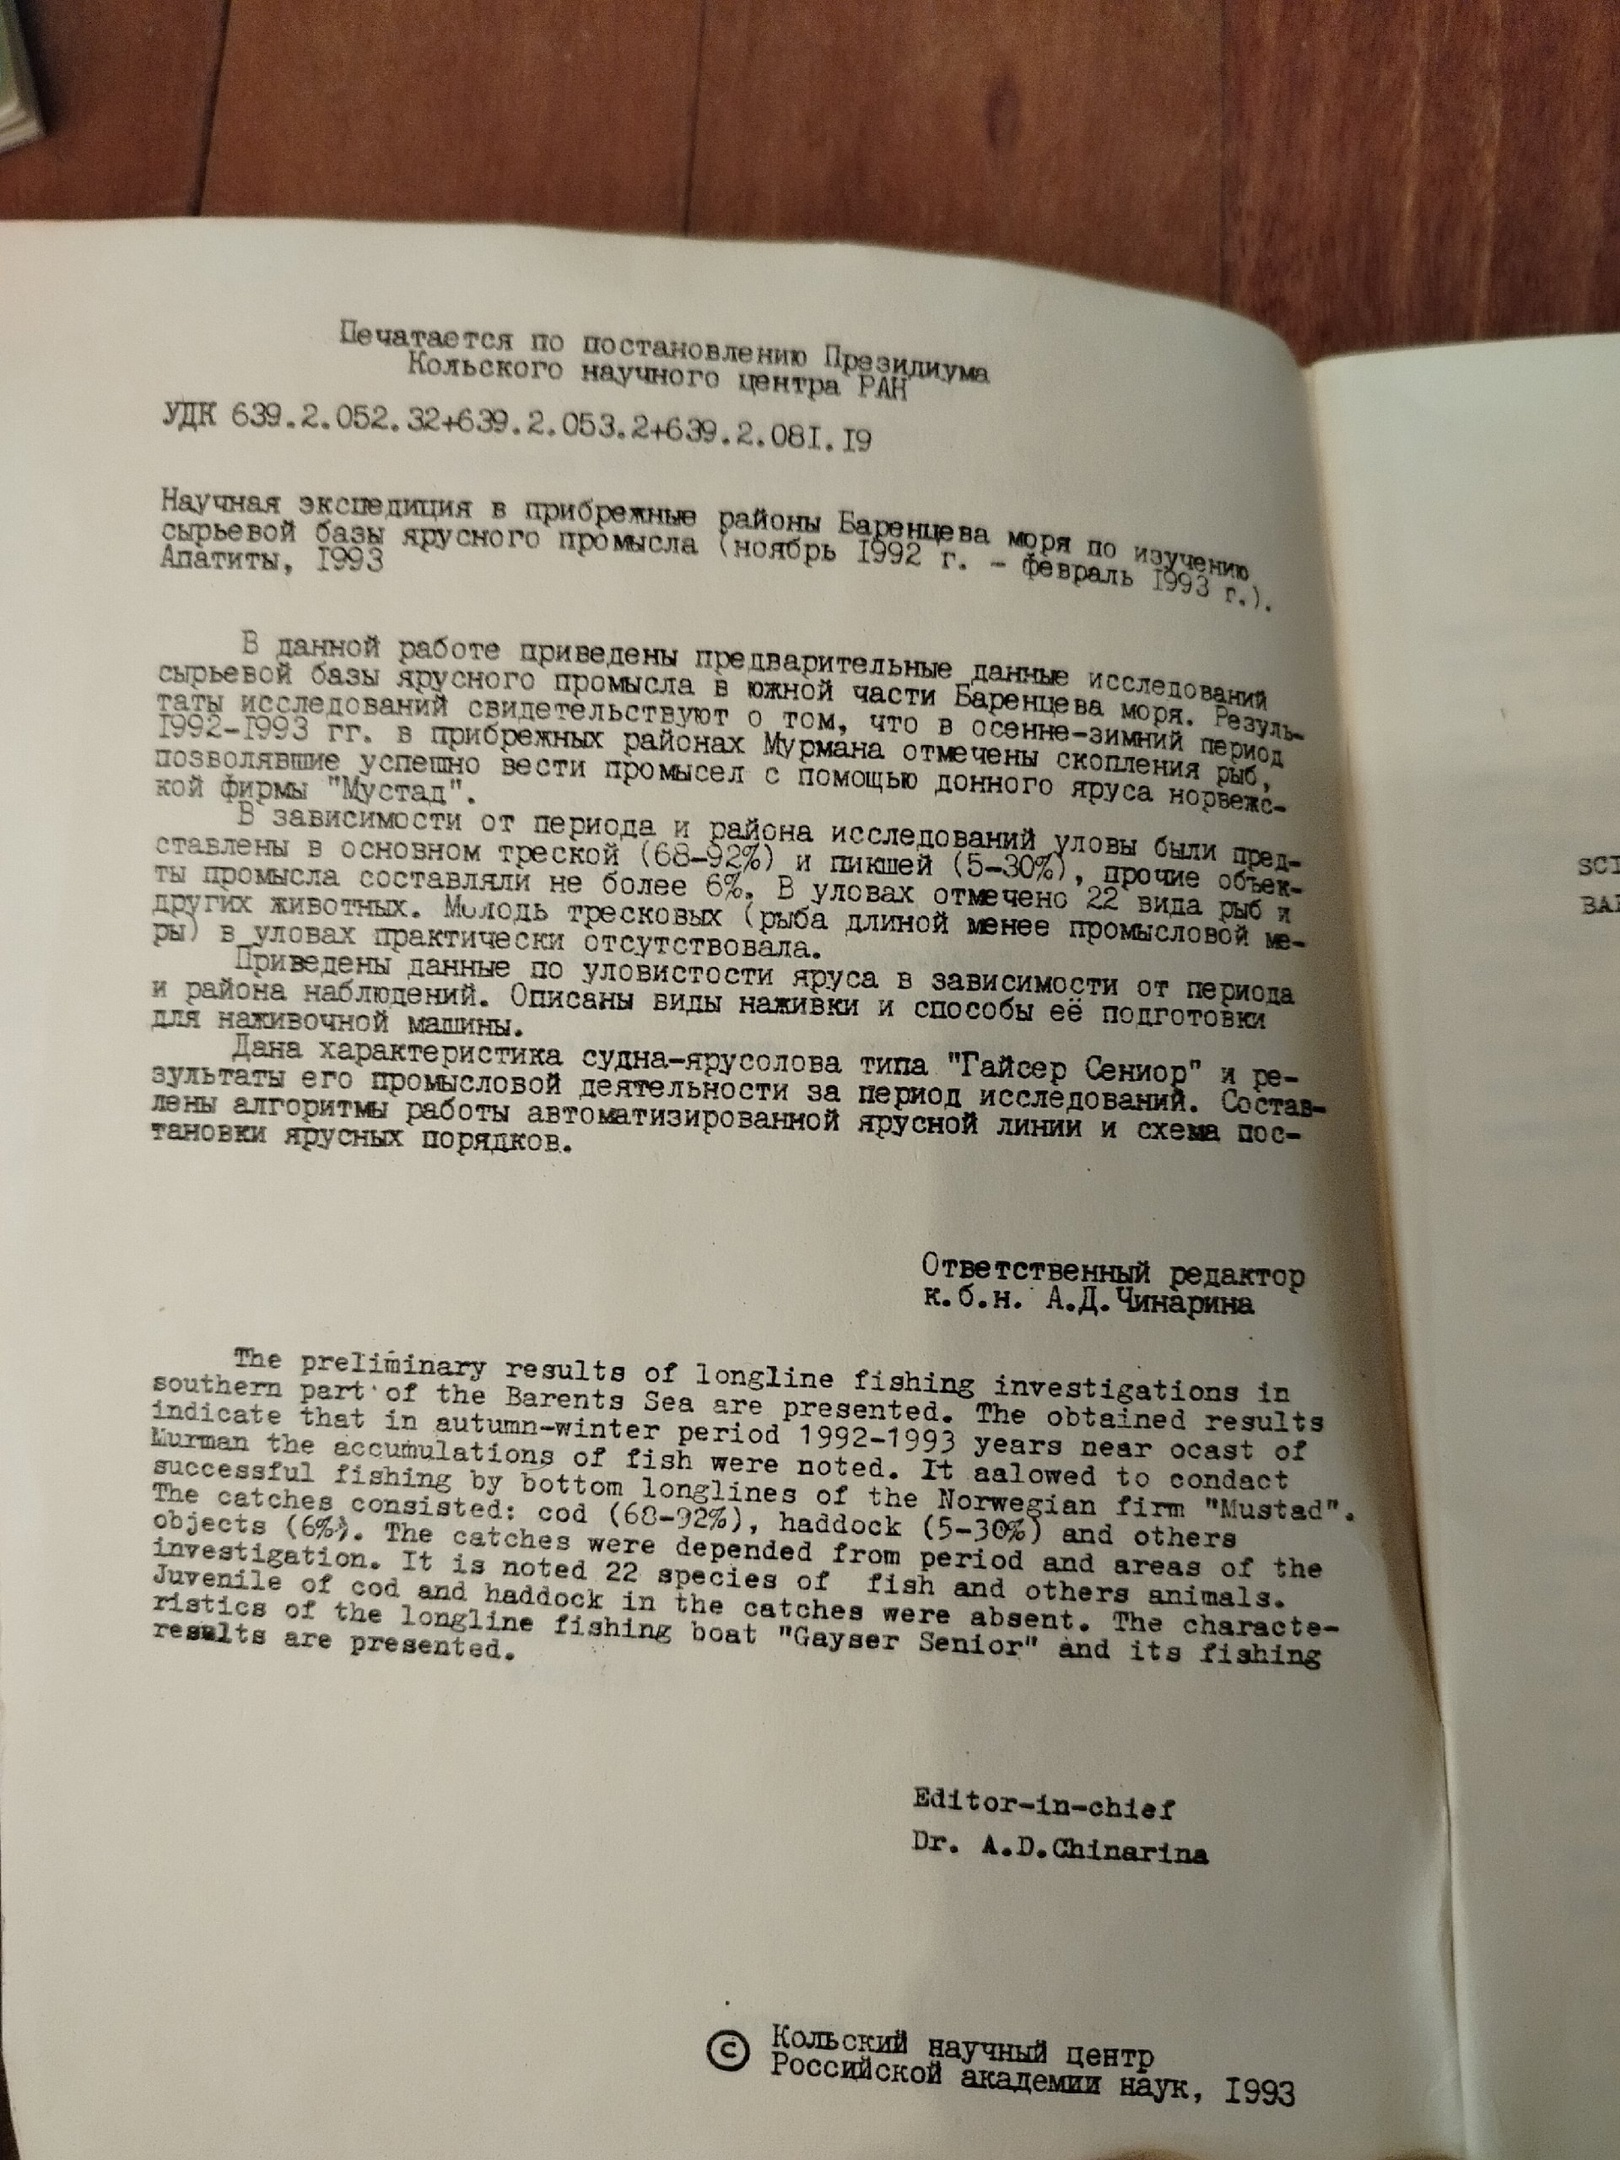 Печатается по постановлению Президиума
Кольского научного центра РАН
УДК 639.2.052.32+639.2.053.2+639.2.08I.I9
Научная экспедиция в прибрежные районы Баренцева моря по изучению
сырьевой базы ярусного промысла (ноябрь I992 г. - февраль I993 г.).
Апатиты, I993
В данной работе приведены предварительные данные исследований
сырьевой базы ярусного промысла в южной части Баренцева моря. Резуль-
таты исследований свидетельствуют о том, что в осенне-зимний период
I992-I993 гг. в прибрежных районах Мурмана отмечены скопления рыб,
позволявшие успешно вести промысел с помощью донного яруса норвежс-
кой фирмы "Мустад".
В зависимости от периода и района исследований уловы были пред-
ставлены в основном треской (68-92%) и пикшей (5-30%), прочие объек-
ты промысла составляли не более 6%. В уловах отмечено 22 вида рыб и
других животных. Молодь тресковых (рыба длиной менее промысловой ме-
ры) в уловах практически отсутствовала.
Приведены данные по уловистости яруса в зависимости от периода
и района наблюдений. Описаны виды наживки и способы её подготовки
для наживочной машины.
Дана характеристика судна-ярусолова типа "Гайсер Сениор" и ре-
зультаты его промысловой деятельности за период исследований. Состав-
лены алгоритмы работы автоматизированной ярусной линии и схема пос-
тановки ярусных порядков.
Ответственный редактор
к.б.н. А.Д.Чинарина
The preliminary results of longline fishing investigations in
southern part of the Barents Sea are presented. The obtained results
indicate that in autumn-winter period 1992-1993 years near ocast of
Murman the accumulations of fish were noted. It aalowed to condact
successful fishing by bottom longlines of the Norwegian firm "Mustad".
The catches consisted: cod (68-92%), haddock (5-30%) and others
objects (6%). The catches were depended from period and areas of the
investigation. It is noted 22 species of fish and others animals.
Juvenile of cod and haddock in the catches were absent. The characte-
ristics of the longline fishing boat "Gayser Senior" and its fishing
results are presented.
Editor-in-chief
Dr. A.D.Chinarina
© Кольский научный центр
Российской академии наук, I993